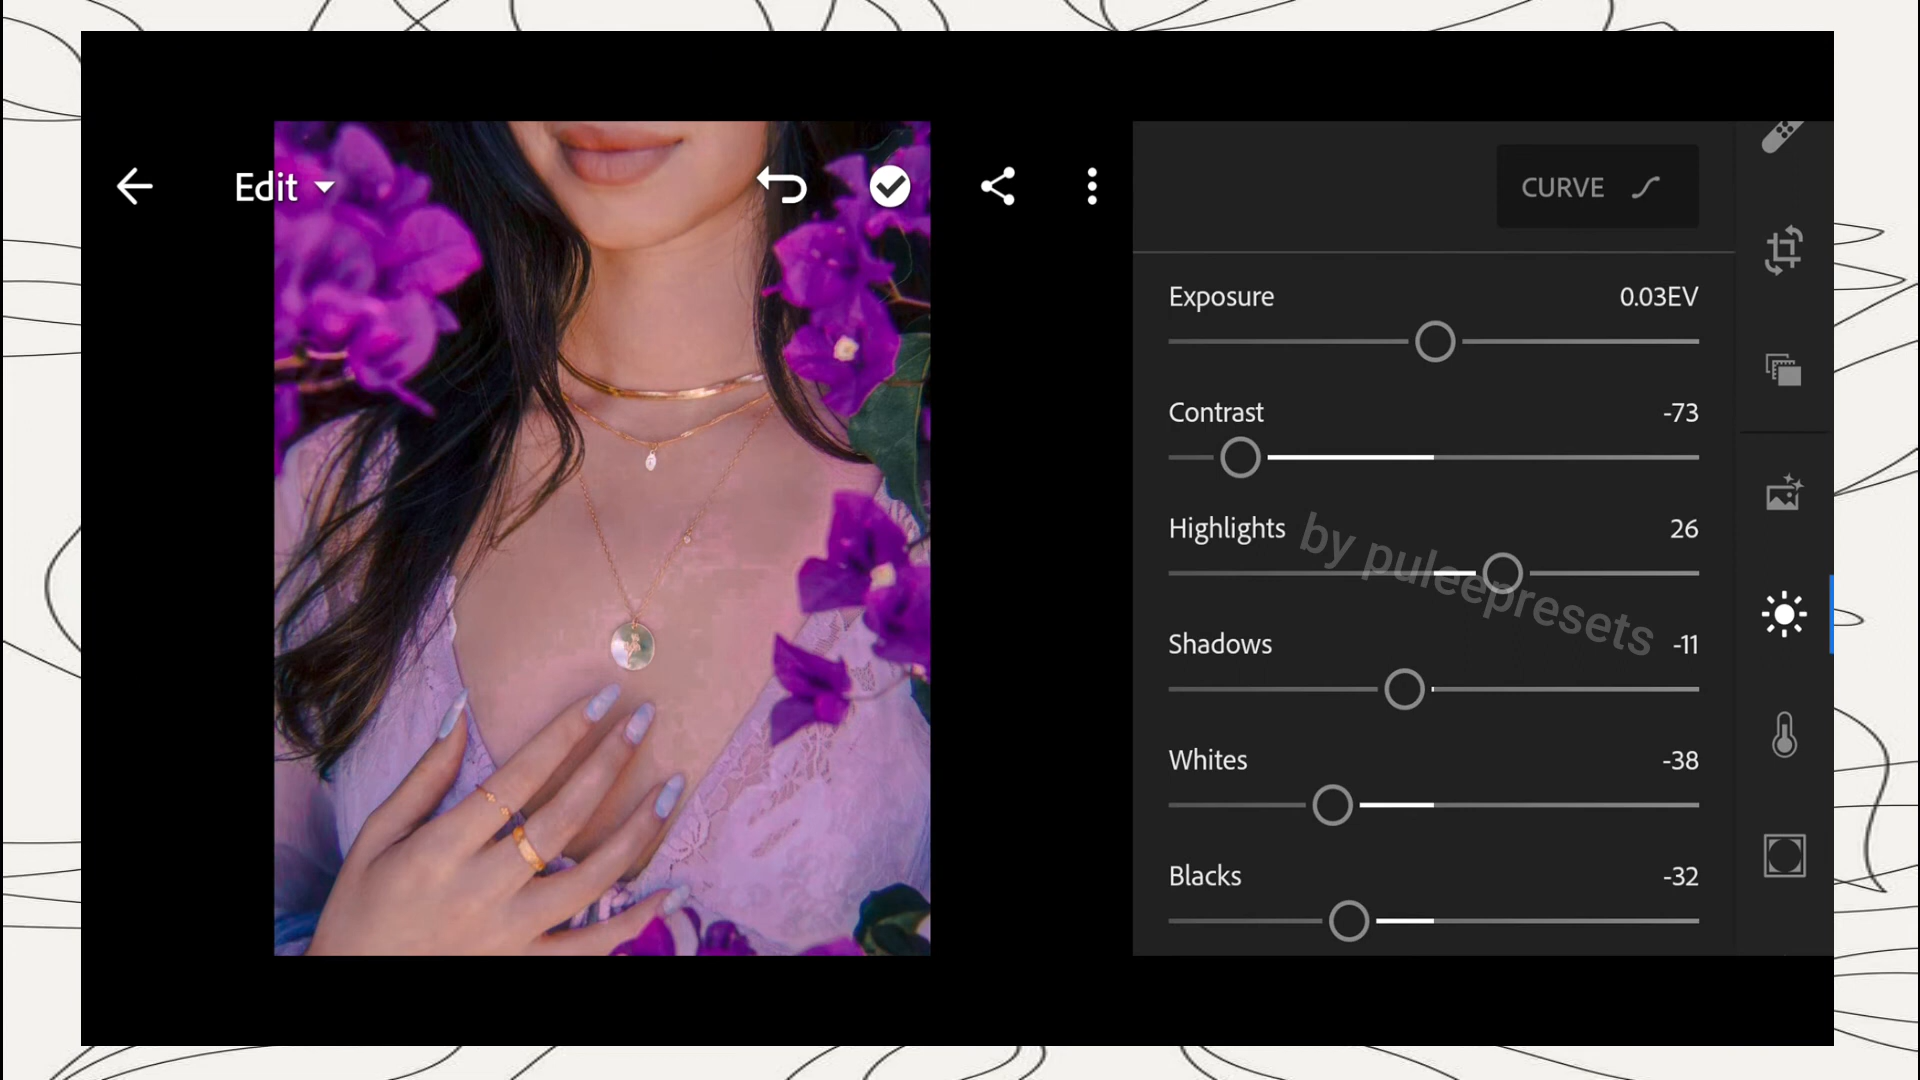 Edit
CURVE
Exposure 0.03EV
Contrast -73
Highlights 26
by puleepresets
Shadows -11
Whites -38
Blacks -32